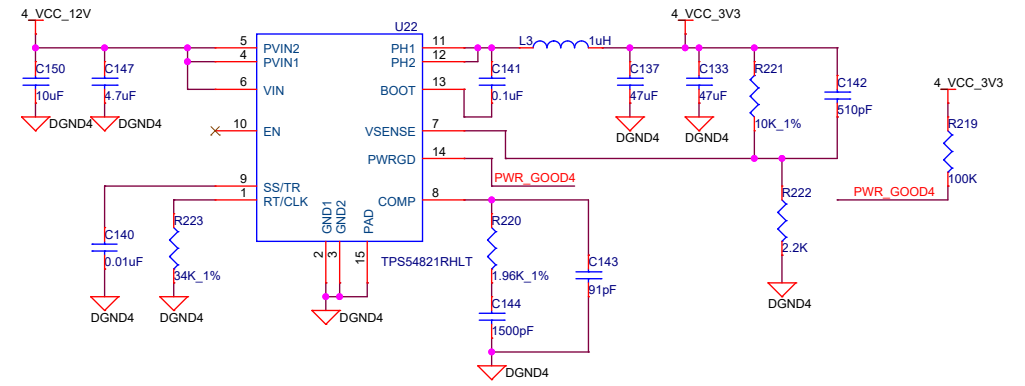 4_VCC_12V
4_VCC_3V3
U22
5
PVIN2
PH1
11
L3
1uH
4
PVIN1
PH2
12
C150
C147
C141
C137
C133
R221
C142
4_VCC_3V3
6
VIN
BOOT
13
10uF
4.7uF
0.1uF
47uF
47uF
510pF
DGND4
DGND4
DGND4
DGND4
10K_1%
R219
10
EN
VSENSE
7
PWRGD
14
PWR_GOOD4
100K
9
SS/TR
1
RT/CLK
COMP
8
PWR_GOOD4
R222
2.2K
GND1
GND2
PAD
2
3
15
R223
C140
0.01uF
34K_1%
TPS54821RHLT
R220
1.96K_1%
C143
91pF
C144
1500pF
DGND4
DGND4
DGND4
DGND4
DGND4